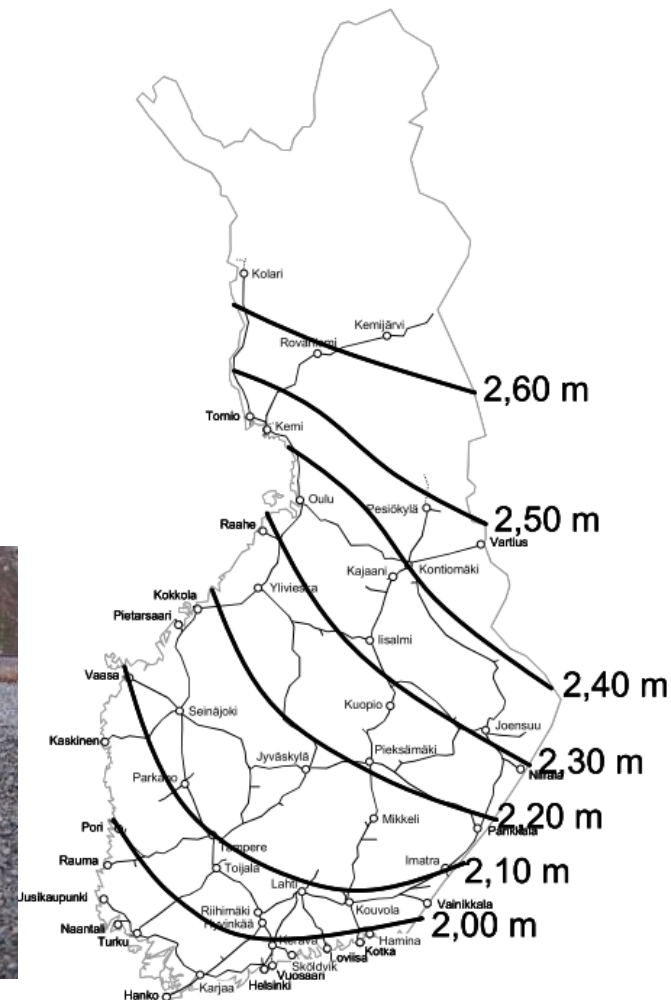 Kolari
Kemijärvi
Rovaniemi
2,60 m
Tornio
Kemi
Oulu
Pesiökylä
2,50 m
Raahe
Vartius
Kajaani
Kontiomäki
Ylivieska
Kokkola
Pietarsaari
Iisalmi
Vaasa
2,40 m
Seinäjoki
Kuopio
Joensuu
Kaskinen
Jyväskylä
Pieksämäki
2,30 m
Niirala
Parkano
2,20 m
Pori
Mikkeli
Parikkala
Tampere
Rauma
Toijala
Imatra
2,10 m
Lahti
Uusikaupunki
Riihimäki
Kouvola
Vainikkala
Hyvinkää
2,00 m
Naantali
Turku
Kerava
Hamina
Kotka
Loviisa
Sköldvik
Vuosaari
Helsinki
Karjaa
Hanko